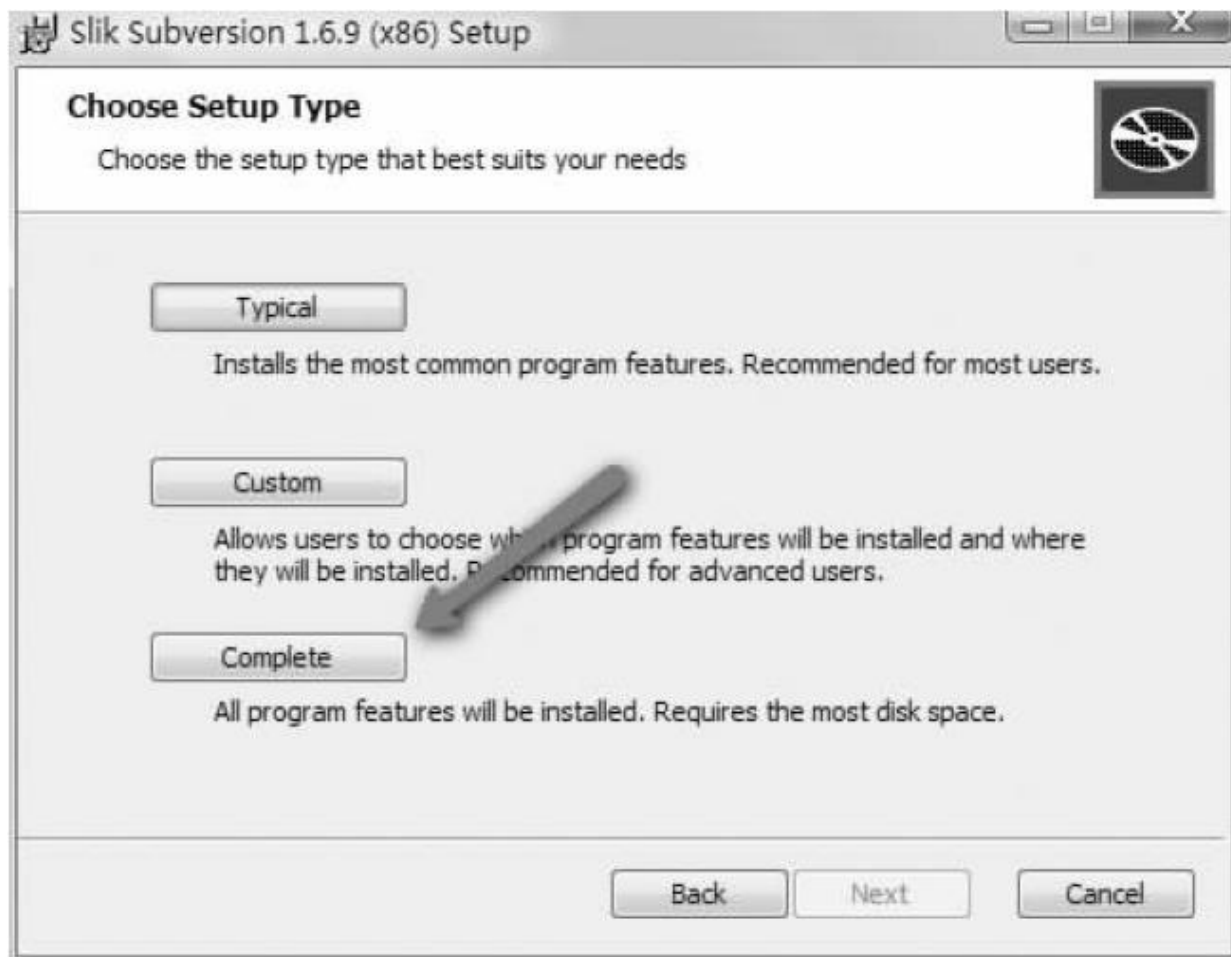 Slik Subversion 1.6.9 (x86) Setup
Choose Setup Type
Choose the setup type that best suits your needs
Typical
Installs the most common program features. Recommended for most users.
Custom
Allows users to choose which program features will be installed and where
they will be installed. Recommended for advanced users.
Complete
All program features will be installed. Requires the most disk space.
Back
Next
Cancel